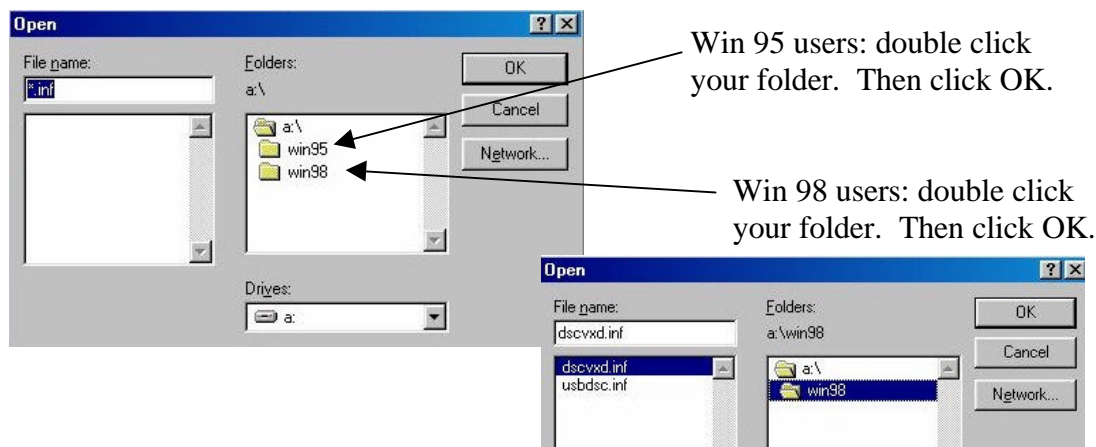 Open
File name:
*.inf
Folders:
a:\
a:\
win95
win98
OK
Cancel
Network...
Drives:
a:
Win 95 users: double click
your folder. Then click OK.
Win 98 users: double click
your folder. Then click OK.
Open
File name:
dscvxd.inf
dscvxd.inf
usbdsc.inf
Folders:
a:\win98
a:\
win98
OK
Cancel
Network...